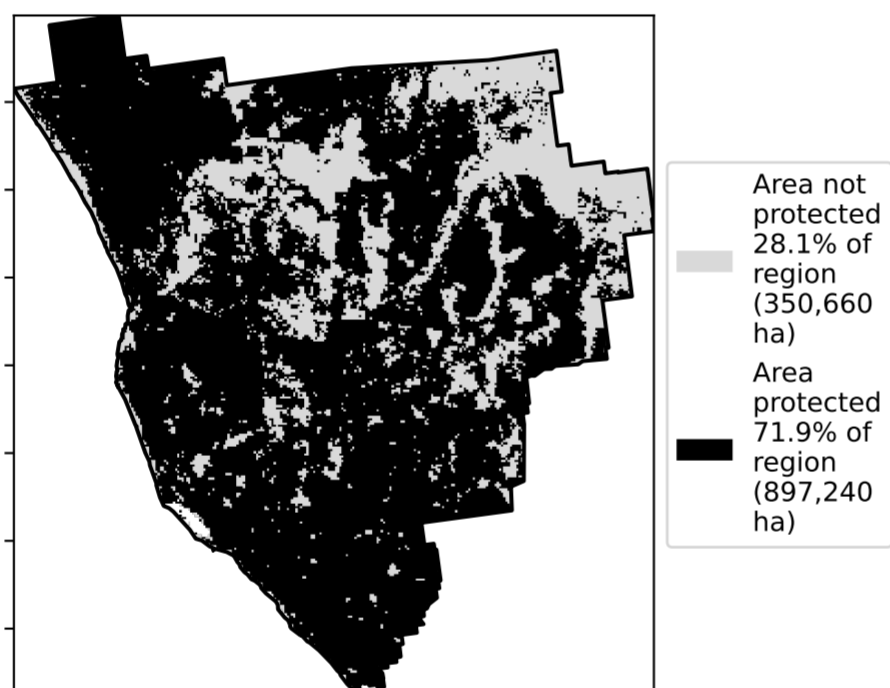 Area not
protected
28.1% of
region
(350,660
ha)
Area
protected
71.9% of
region
(897,240
ha)